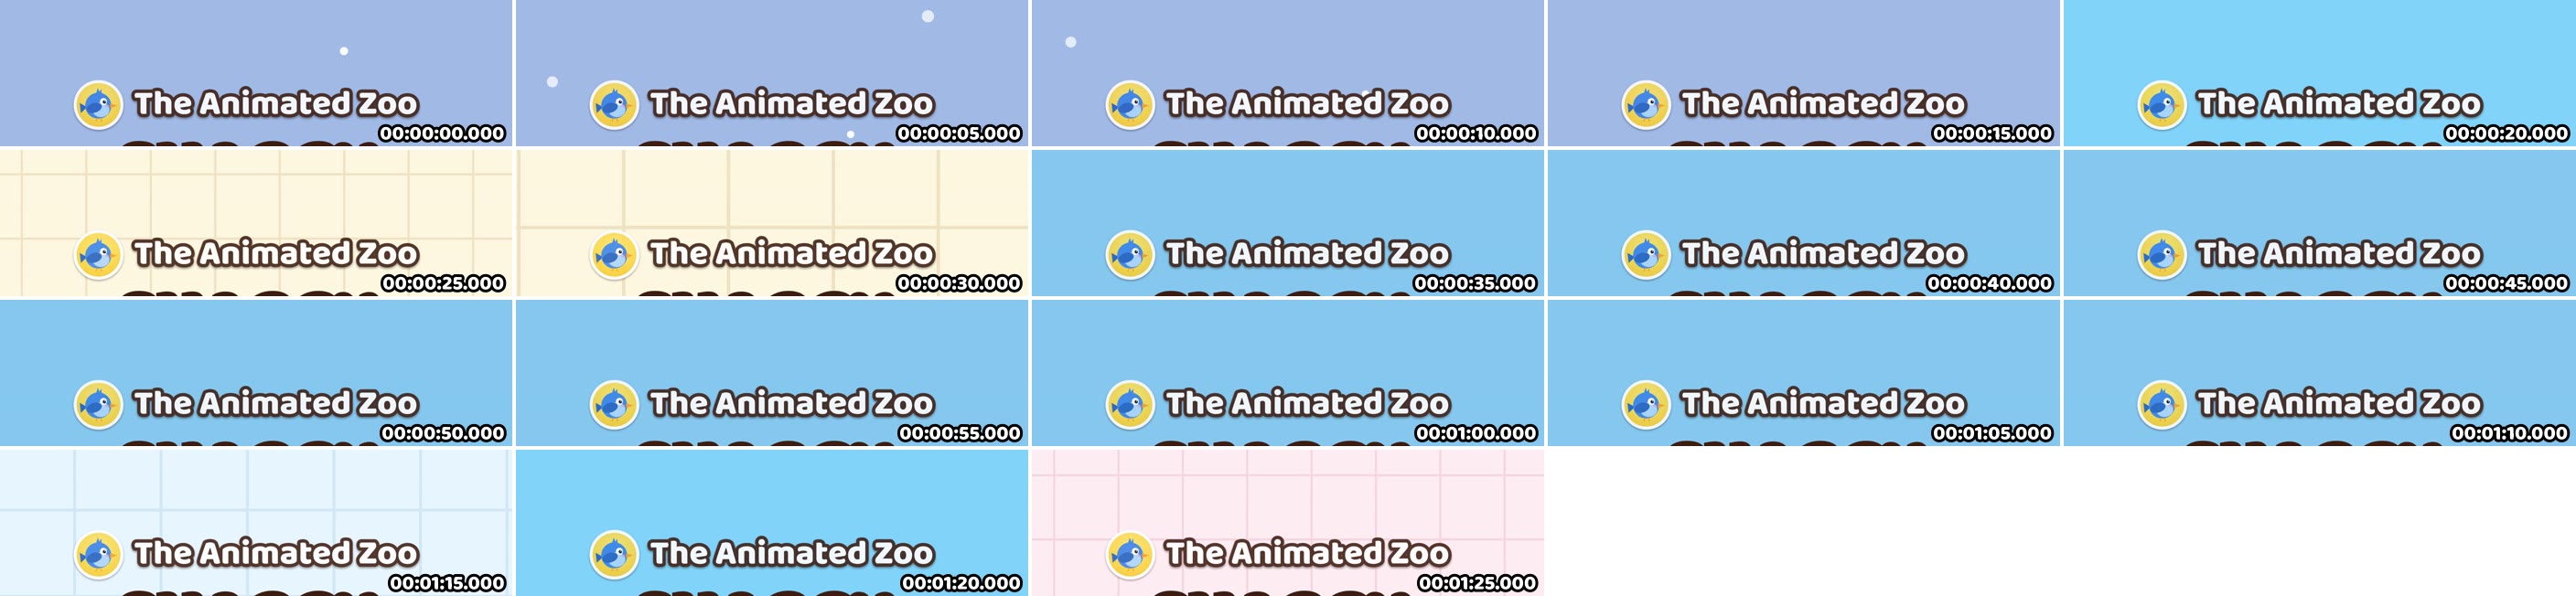 The Animated Zoo
00:00:00.000
The Animated Zoo
00:00:05.000
The Animated Zoo
00:00:10.000
The Animated Zoo
00:00:15.000
The Animated Zoo
00:00:20.000
The Animated Zoo
00:00:25.000
The Animated Zoo
00:00:30.000
The Animated Zoo
00:00:35.000
The Animated Zoo
00:00:40.000
The Animated Zoo
00:00:45.000
The Animated Zoo
00:00:50.000
The Animated Zoo
00:00:55.000
The Animated Zoo
00:01:00.000
The Animated Zoo
00:01:05.000
The Animated Zoo
00:01:10.000
The Animated Zoo
00:01:15.000
The Animated Zoo
00:01:20.000
The Animated Zoo
00:01:25.000